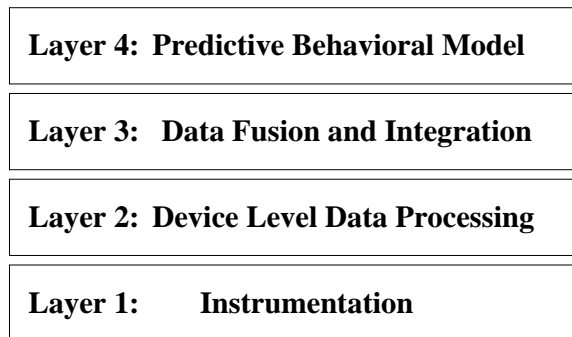 Layer 4: Predictive Behavioral Model
Layer 3: Data Fusion and Integration
Layer 2: Device Level Data Processing
Layer 1: Instrumentation